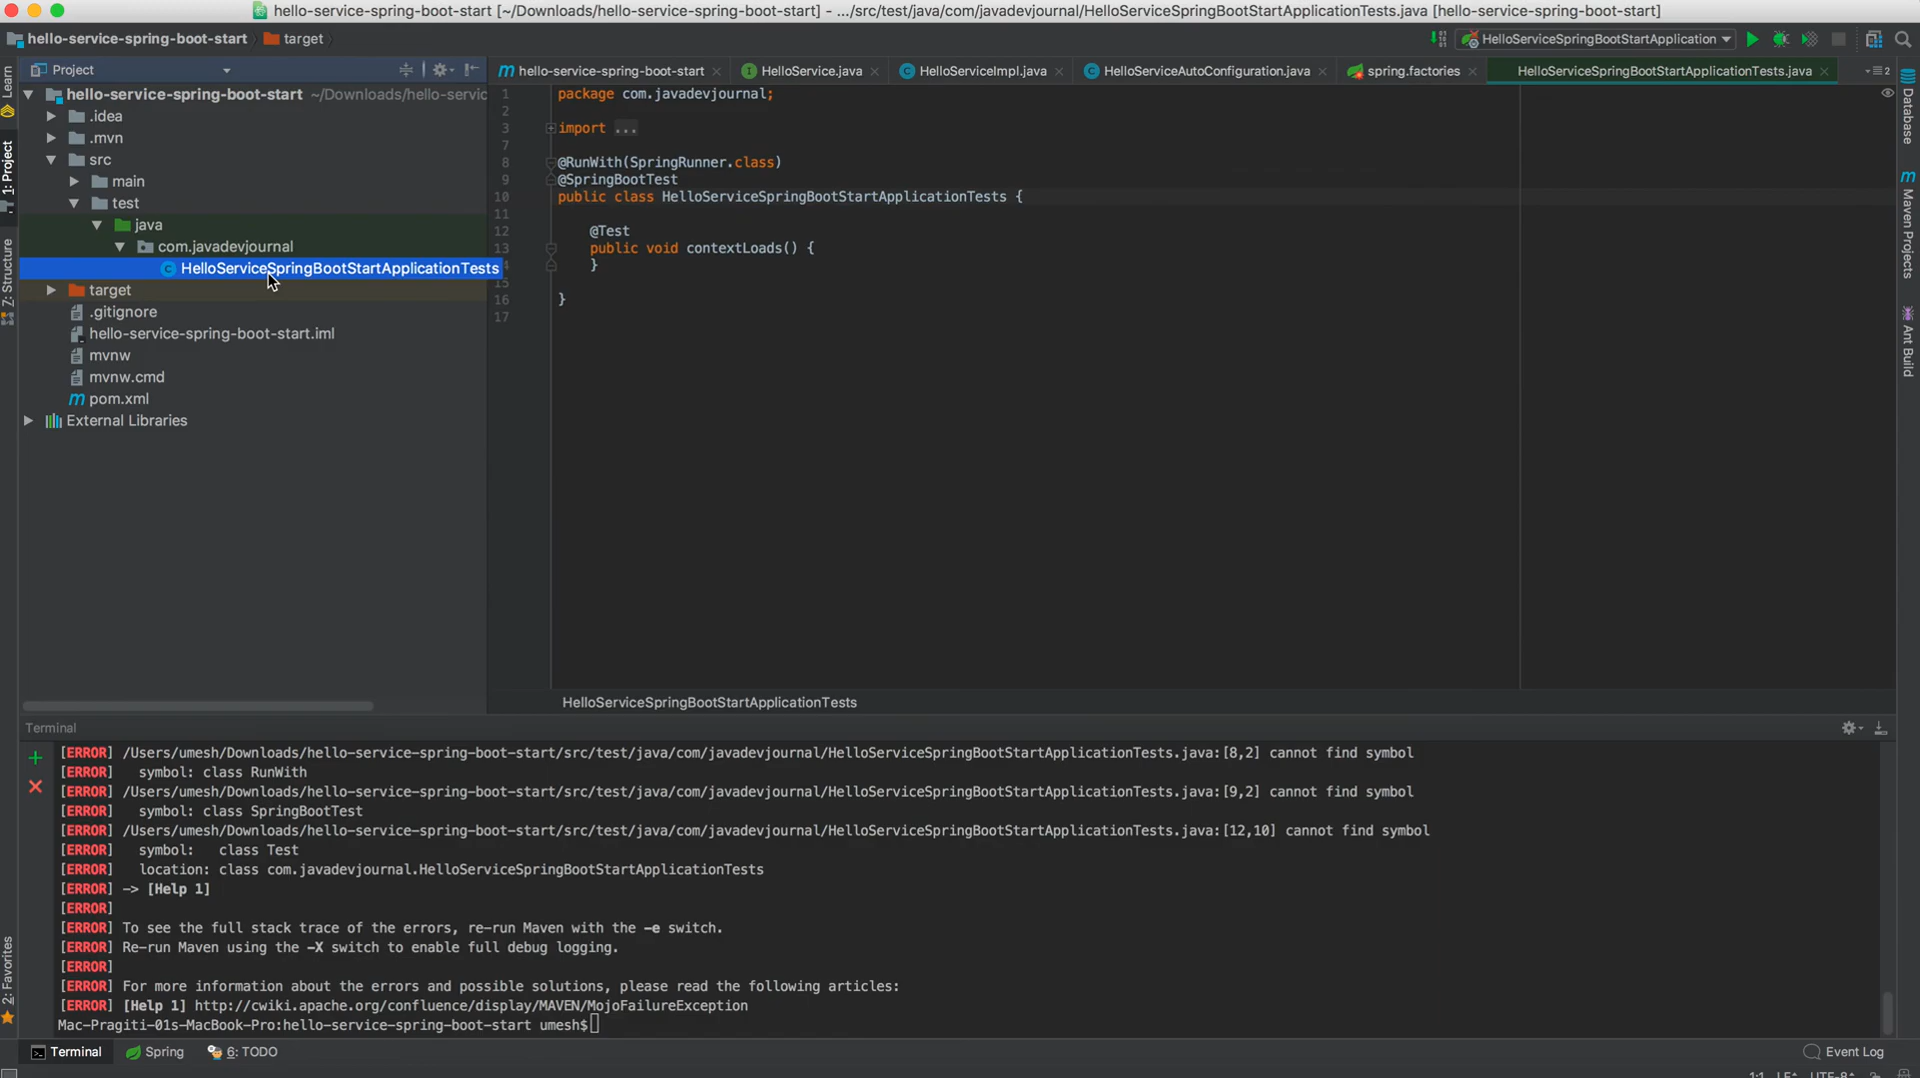 hello-service-spring-boot-start [~/Downloads/hello-service-spring-boot-start] - .../src/test/java/com/javadevjournal/HelloServiceSpringBootStartApplicationTests.java [hello-service-spring-boot-start]
hello-service-spring-boot-start target HelloServiceSpringBootStartApplication
Project
hello-service-spring-boot-start HelloService.java HelloServiceImpl.java HelloServiceAutoConfiguration.java spring.factories HelloServiceSpringBootStartApplicationTests.java 2
Learn
1: Project
7: Structure
2: Favorites
hello-service-spring-boot-start ~/Downloads/hello-servic
.idea
.mvn
src
main
test
java
com.javadevjournal
HelloServiceSpringBootStartApplicationTests
target
.gitignore
hello-service-spring-boot-start.iml
mvnw
mvnw.cmd
pom.xml
External Libraries
1 package com.javadevjournal;
2
3 import ...
7
8 @RunWith(SpringRunner.class)
9 @SpringBootTest
10 public class HelloServiceSpringBootStartApplicationTests {
11
12 @Test
13 public void contextLoads() {
}
15
16 }
17
HelloServiceSpringBootStartApplicationTests
Database
Maven Projects
Ant Build
Terminal
[ERROR] /Users/umesh/Downloads/hello-service-spring-boot-start/src/test/java/com/javadevjournal/HelloServiceSpringBootStartApplicationTests.java:[8,2] cannot find symbol
[ERROR] symbol: class RunWith
[ERROR] /Users/umesh/Downloads/hello-service-spring-boot-start/src/test/java/com/javadevjournal/HelloServiceSpringBootStartApplicationTests.java:[9,2] cannot find symbol
[ERROR] symbol: class SpringBootTest
[ERROR] /Users/umesh/Downloads/hello-service-spring-boot-start/src/test/java/com/javadevjournal/HelloServiceSpringBootStartApplicationTests.java:[12,10] cannot find symbol
[ERROR] symbol: class Test
[ERROR] location: class com.javadevjournal.HelloServiceSpringBootStartApplicationTests
[ERROR] -> [Help 1]
[ERROR]
[ERROR] To see the full stack trace of the errors, re-run Maven with the -e switch.
[ERROR] Re-run Maven using the -X switch to enable full debug logging.
[ERROR]
[ERROR] For more information about the errors and possible solutions, please read the following articles:
[ERROR] [Help 1] http://cwiki.apache.org/confluence/display/MAVEN/MojoFailureException
Mac-Pragiti-01s-MacBook-Pro:hello-service-spring-boot-start umesh$
Terminal Spring 6: TODO Event Log